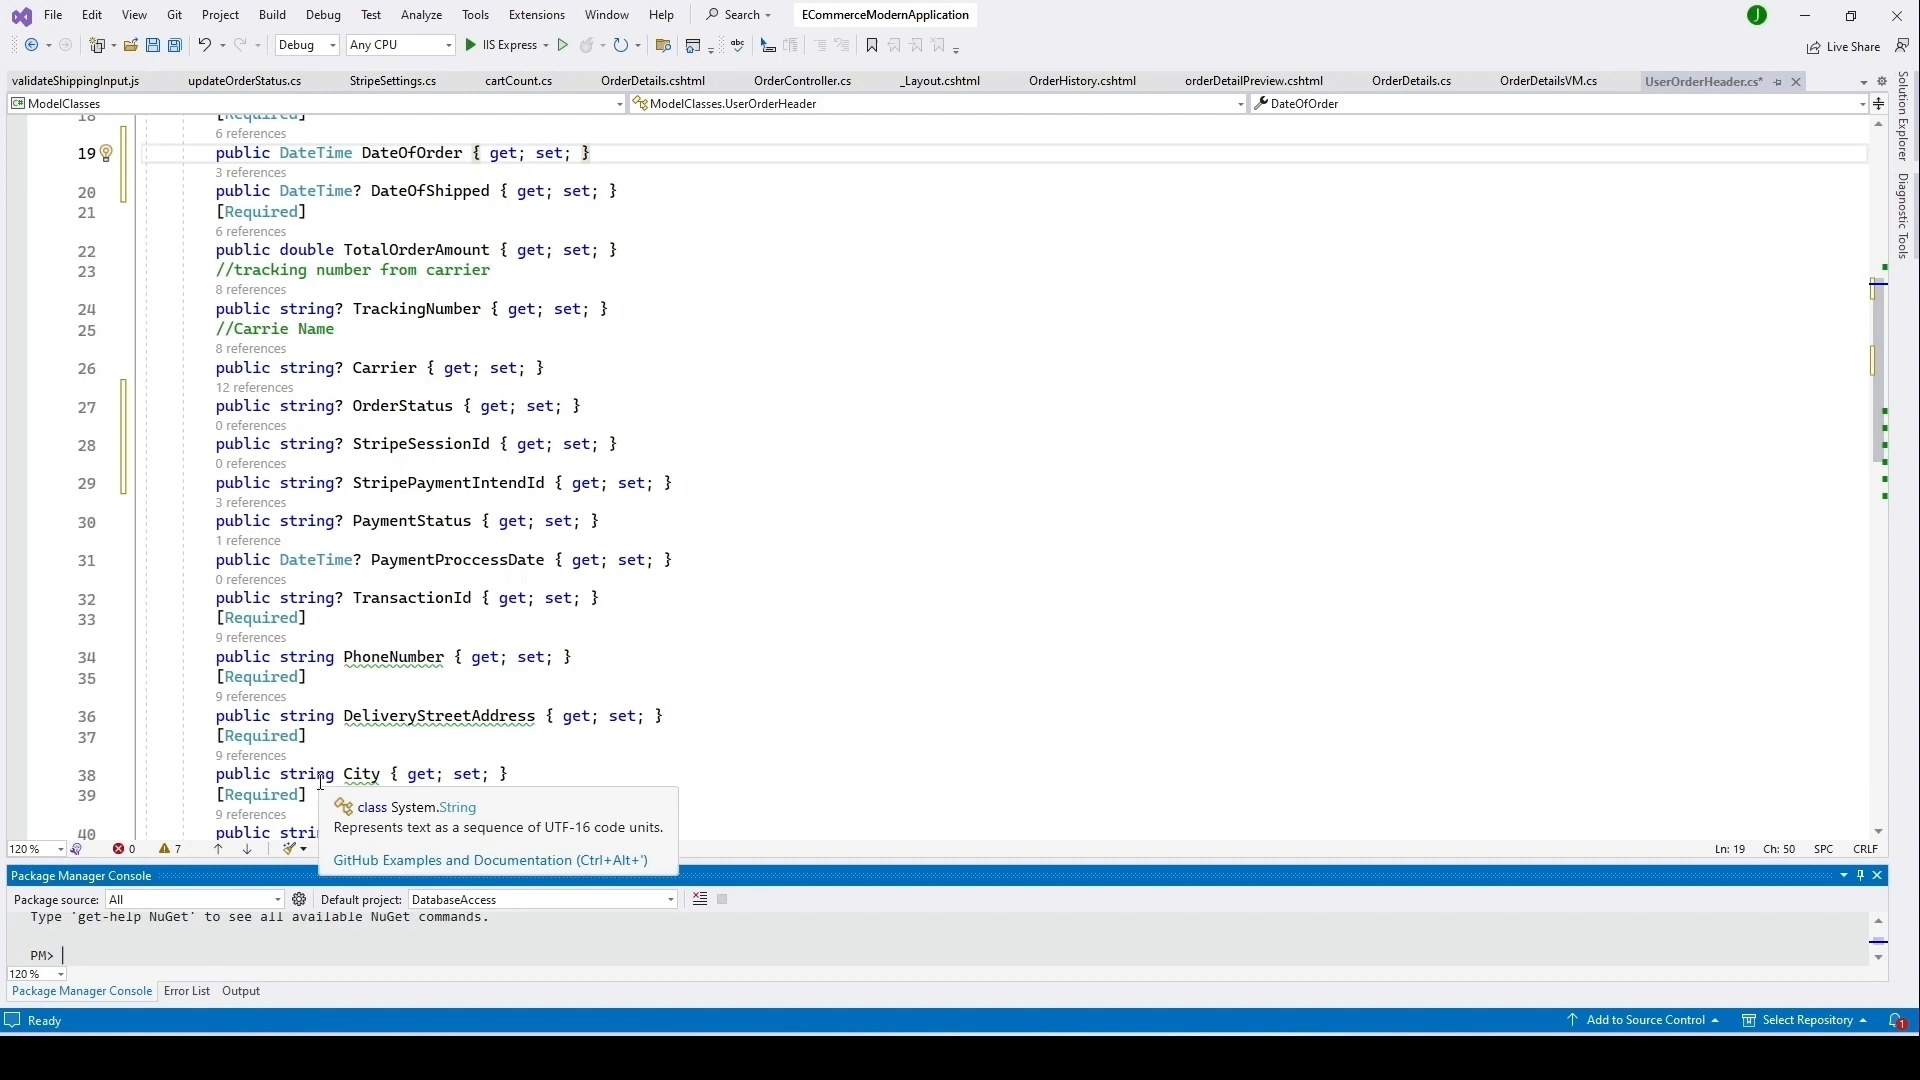 File Edit View Git Project Build Debug Test Analyze Tools Extensions Window Help Search ECommerceModernApplication J
Debug Any CPU IIS Express Live Share
validateShippingInput.js updateOrderStatus.cs StripeSettings.cs cartCount.cs OrderDetails.cshtml OrderController.cs _Layout.cshtml OrderHistory.cshtml orderDetailPreview.cshtml OrderDetails.cs OrderDetailsVM.cs UserOrderHeader.cs*
ModelClasses ModelClasses.UserOrderHeader DateOfOrder
Solution Explorer
Diagnostic Tools
18 [Required]
6 references
19 public DateTime DateOfOrder { get; set; }
3 references
20 public DateTime? DateOfShipped { get; set; }
21 [Required]
6 references
22 public double TotalOrderAmount { get; set; }
23 //tracking number from carrier
8 references
24 public string? TrackingNumber { get; set; }
25 //Carrie Name
8 references
26 public string? Carrier { get; set; }
12 references
27 public string? OrderStatus { get; set; }
0 references
28 public string? StripeSessionId { get; set; }
0 references
29 public string? StripePaymentIntendId { get; set; }
3 references
30 public string? PaymentStatus { get; set; }
1 reference
31 public DateTime? PaymentProccessDate { get; set; }
0 references
32 public string? TransactionId { get; set; }
33 [Required]
9 references
34 public string PhoneNumber { get; set; }
35 [Required]
9 references
36 public string DeliveryStreetAddress { get; set; }
37 [Required]
9 references
38 public string City { get; set; }
39 [Required]
9 references
40 public stri
class System.String
Represents text as a sequence of UTF-16 code units.
GitHub Examples and Documentation (Ctrl+Alt+')
120 % 0 7 Ln: 19 Ch: 50 SPC CRLF
Package Manager Console
Package source: All Default project: DatabaseAccess
Type 'get-help NuGet' to see all available NuGet commands.
PM>
120 %
Package Manager Console Error List Output
Ready Add to Source Control Select Repository 1